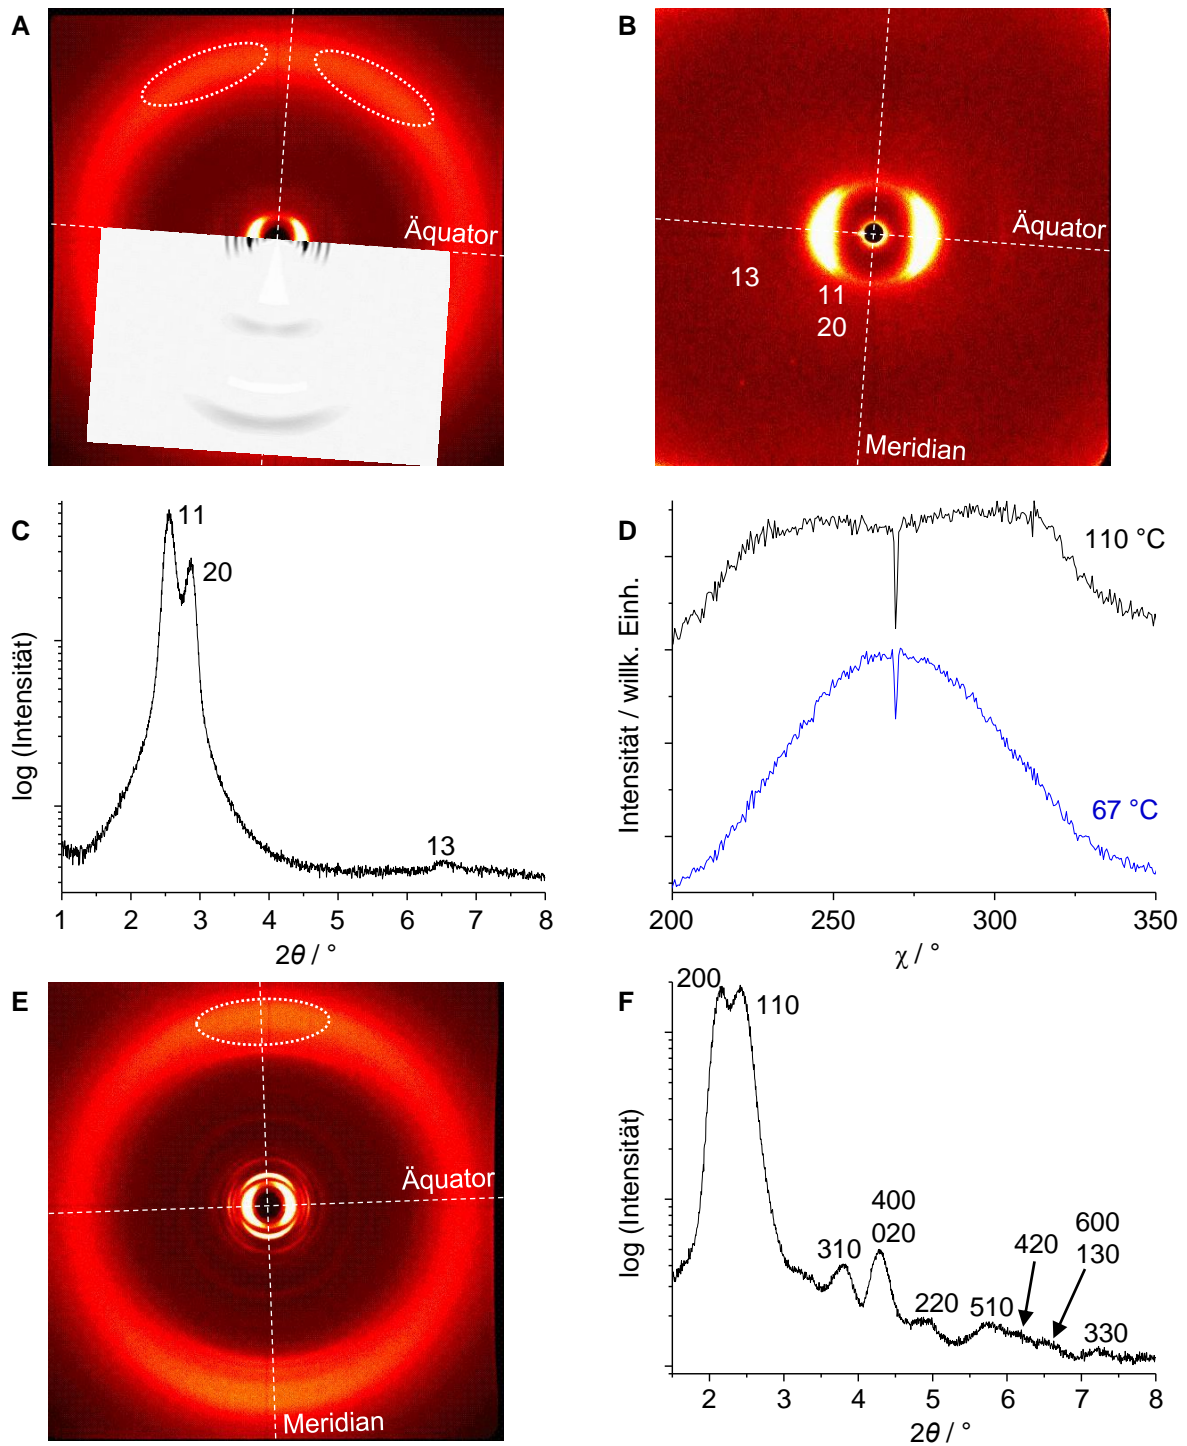 A
Äquator
B
Äquator
13
11
20
Meridian
C
11
20
13
log (Intensität)
1 2 3 4 5 6 7 8
2θ / °
D
110 °C
67 °C
Intensität / willk. Einh.
200 250 300 350
χ / °
E
Äquator
Meridian
F
200
110
310
400
020
220
510
420
600
130
330
log (Intensität)
2 3 4 5 6 7 8
2θ / °